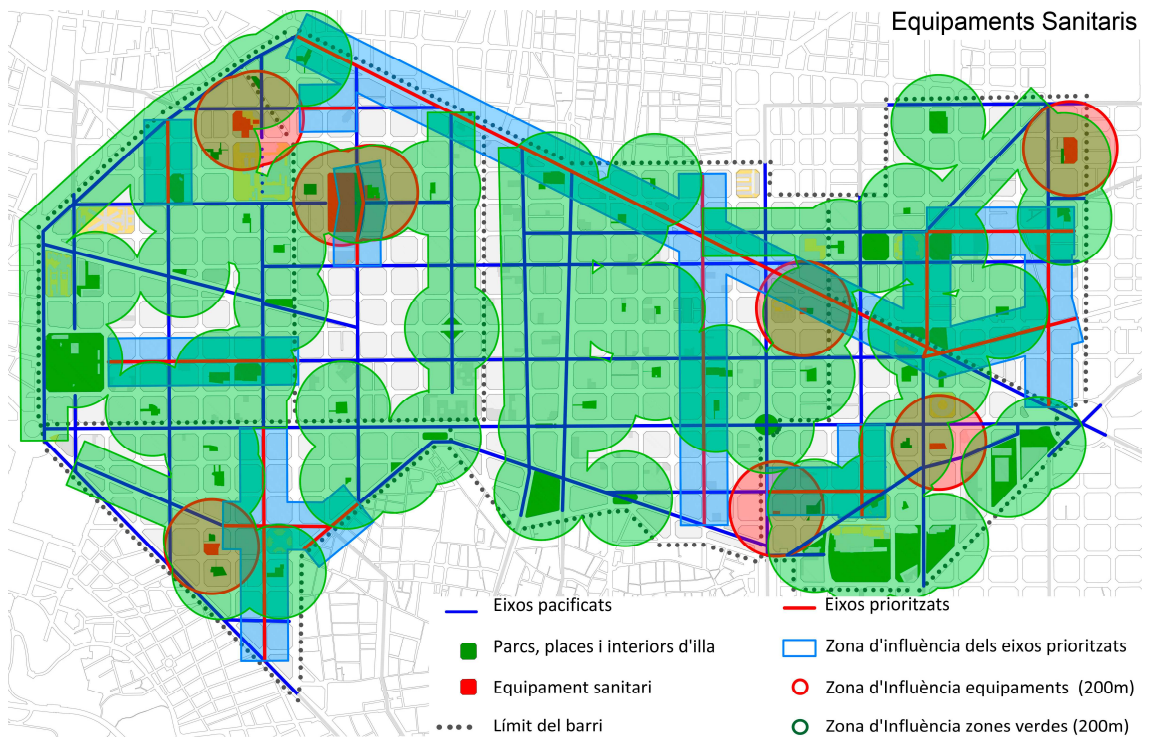 Equipaments Sanitaris
Eixos pacificats
Eixos prioritzats
Parcs, places i interiors d'illa
Zona d'influència dels eixos prioritzats
Equipament sanitari
Zona d'Influència equipaments (200m)
Límit del barri
Zona d'Influència zones verdes (200m)